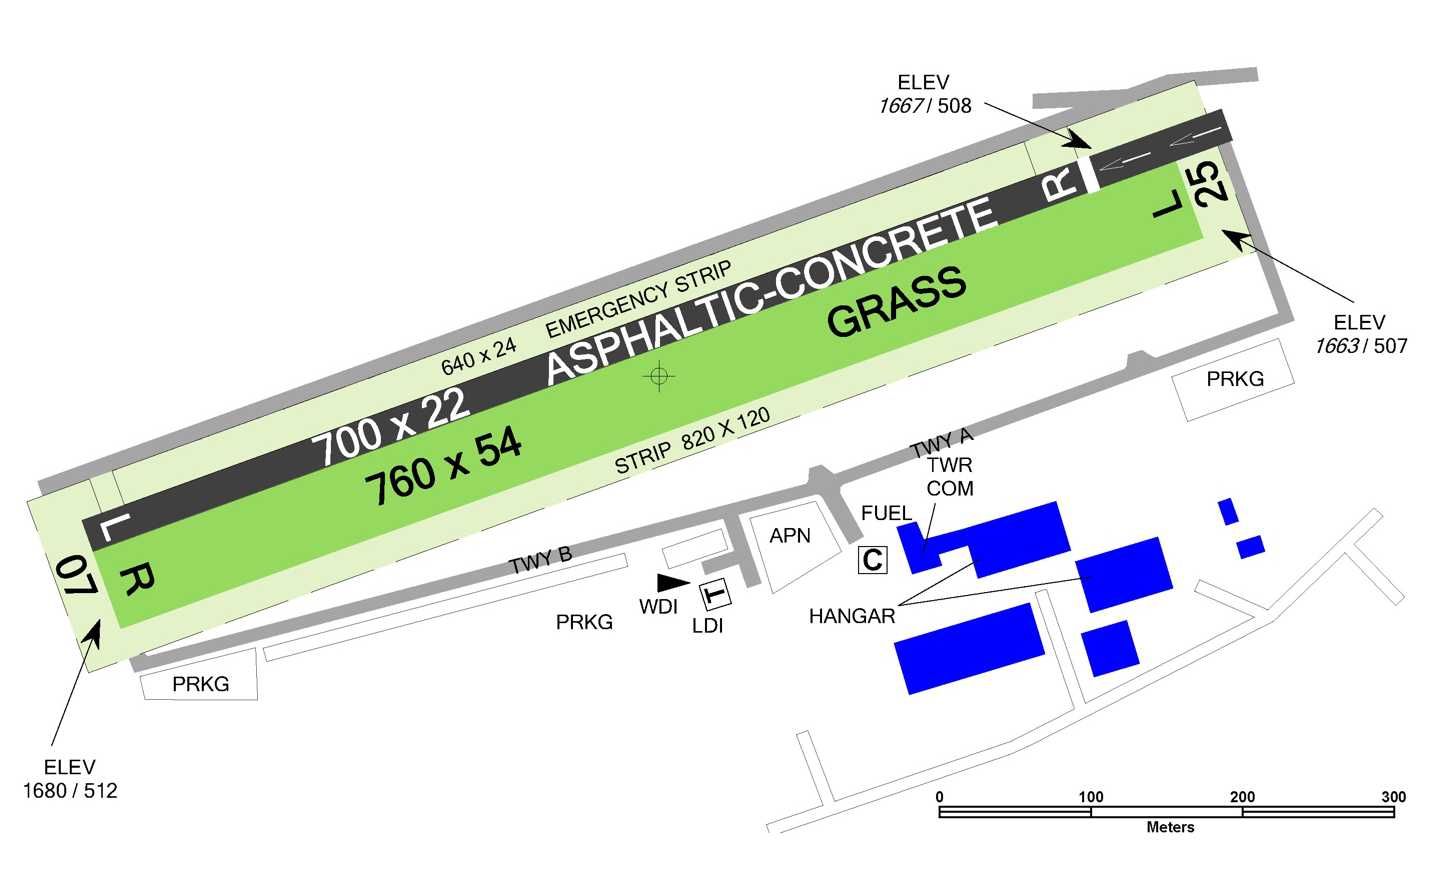 ELEV
1667 / 508
R
L
25
ASPHALTIC-CONCRETE
EMERGENCY STRIP
640 x 24
GRASS
700 x 22
760 x 54
STRIP 820 X 120
ELEV
1663 / 507
PRKG
TWY A
TWR
COM
FUEL
L
R
07
APN
C
TWY B
WDI
T
LDI
PRKG
HANGAR
PRKG
ELEV
1680 / 512
0 100 200 300
Meters